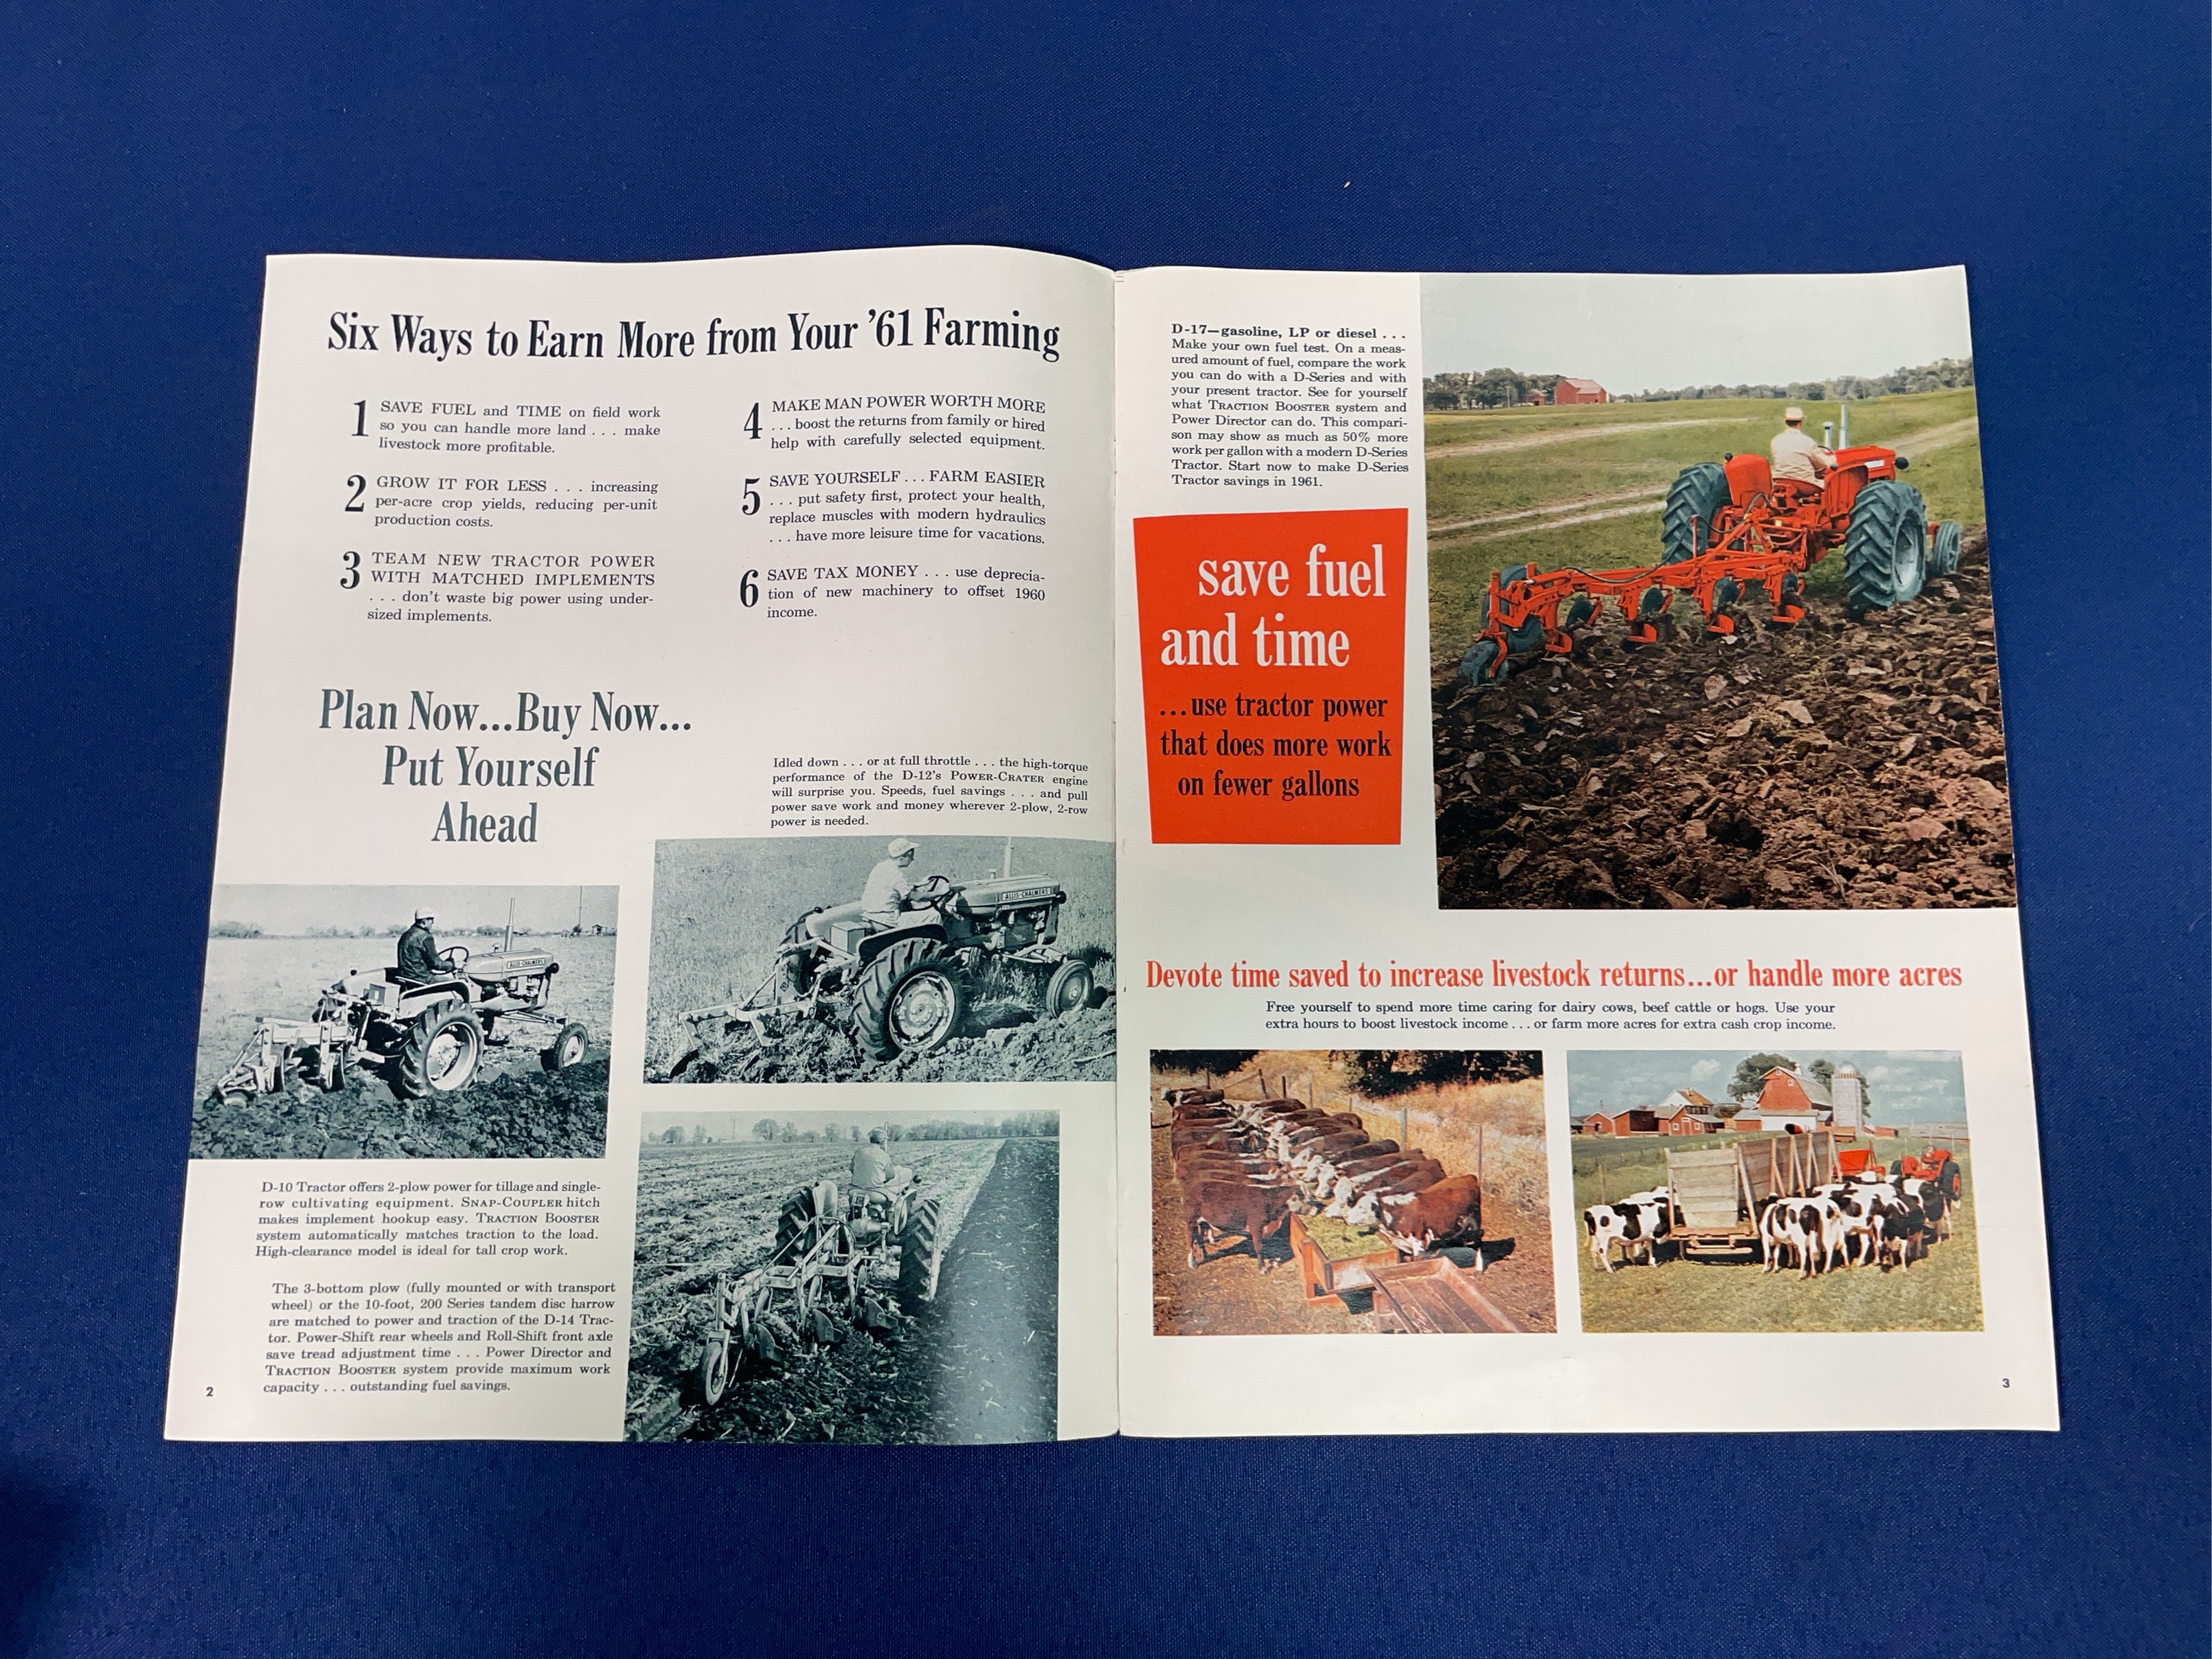 Six Ways to Earn More from Your '61 Farming
1 SAVE FUEL and TIME on field work
so you can handle more land . . . make
livestock more profitable.
2 GROW IT FOR LESS . . . increasing
per-acre crop yields, reducing per-unit
production costs.
3 TEAM NEW TRACTOR POWER
WITH MATCHED IMPLEMENTS
. . . don't waste big power using under-
sized implements.
4 MAKE MAN POWER WORTH MORE
. . . boost the returns from family or hired
help with carefully selected equipment.
5 SAVE YOURSELF . . . FARM EASIER
. . . put safety first, protect your health,
replace muscles with modern hydraulics
. . . have more leisure time for vacations.
6 SAVE TAX MONEY . . . use deprecia-
tion of new machinery to offset 1960
income.
Plan Now...Buy Now...
Put Yourself
Ahead
Idled down . . . or at full throttle . . . the high-torque
performance of the D-12's POWER-CRATER engine
will surprise you. Speeds, fuel savings . . . and pull
power save work and money wherever 2-plow, 2-row
power is needed.
ALLIS-CHALMERS
ALLIS-CHALMERS
D-10 Tractor offers 2-plow power for tillage and single-
row cultivating equipment. SNAP-COUPLER hitch
makes implement hookup easy. TRACTION BOOSTER
system automatically matches traction to the load.
High-clearance model is ideal for tall crop work.
The 3-bottom plow (fully mounted or with transport
wheel) or the 10-foot, 200 Series tandem disc harrow
are matched to power and traction of the D-14 Trac-
tor. Power-Shift rear wheels and Roll-Shift front axle
save tread adjustment time . . . Power Director and
TRACTION BOOSTER system provide maximum work
capacity . . . outstanding fuel savings.
2
D-17—gasoline, LP or diesel . . .
Make your own fuel test. On a meas-
ured amount of fuel, compare the work
you can do with a D-Series and with
your present tractor. See for yourself
what TRACTION BOOSTER system and
Power Director can do. This compari-
son may show as much as 50% more
work per gallon with a modern D-Series
Tractor. Start now to make D-Series
Tractor savings in 1961.
save fuel
and time
...use tractor power
that does more work
on fewer gallons
Devote time saved to increase livestock returns...or handle more acres
Free yourself to spend more time caring for dairy cows, beef cattle or hogs. Use your
extra hours to boost livestock income . . . or farm more acres for extra cash crop income.
3